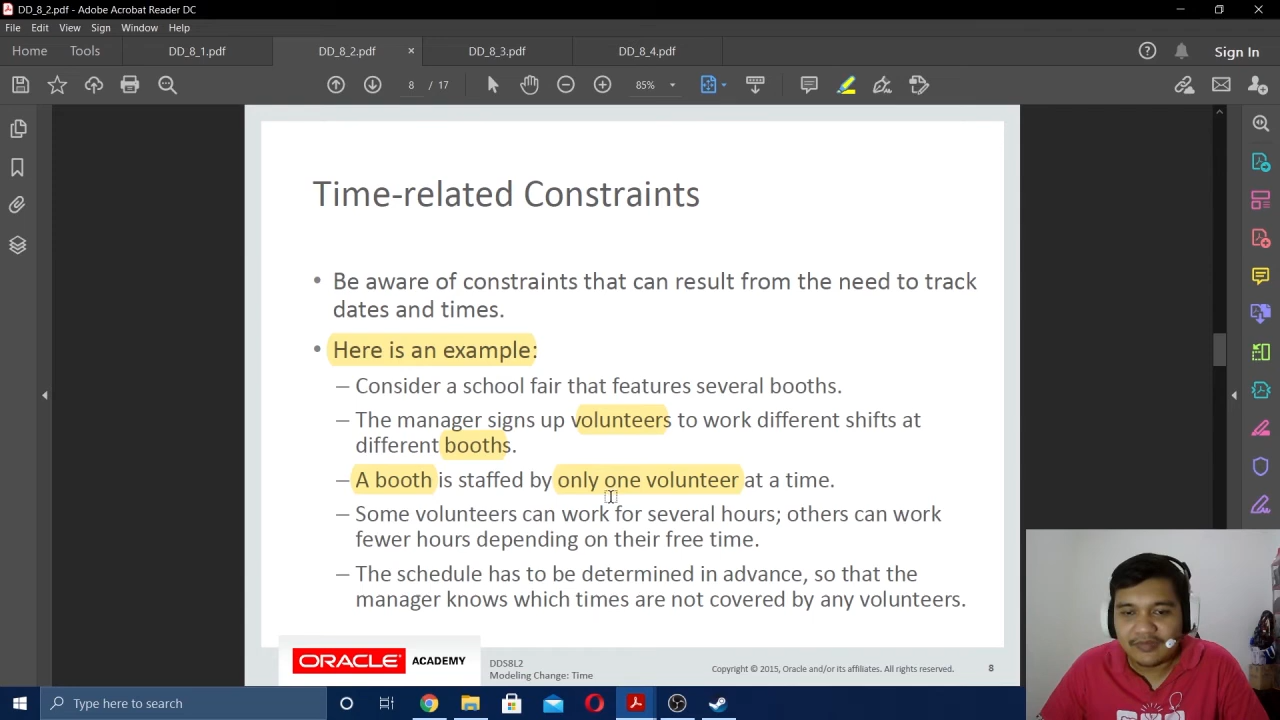 DD_8_2.pdf - Adobe Acrobat Reader DC
File Edit View Sign Window Help
Home Tools DD_8_1.pdf DD_8_2.pdf × DD_8_3.pdf DD_8_4.pdf Sign In
8 / 17 85%
Time-related Constraints
• Be aware of constraints that can result from the need to track
dates and times.
• Here is an example:
– Consider a school fair that features several booths.
– The manager signs up volunteers to work different shifts at
different booths.
– A booth is staffed by only one volunteer at a time.
– Some volunteers can work for several hours; others can work
fewer hours depending on their free time.
– The schedule has to be determined in advance, so that the
manager knows which times are not covered by any volunteers.
ORACLE ACADEMY
DDS8L2
Modeling Change: Time
Copyright © 2015, Oracle and/or its affiliates. All rights reserved.
8
Type here to search